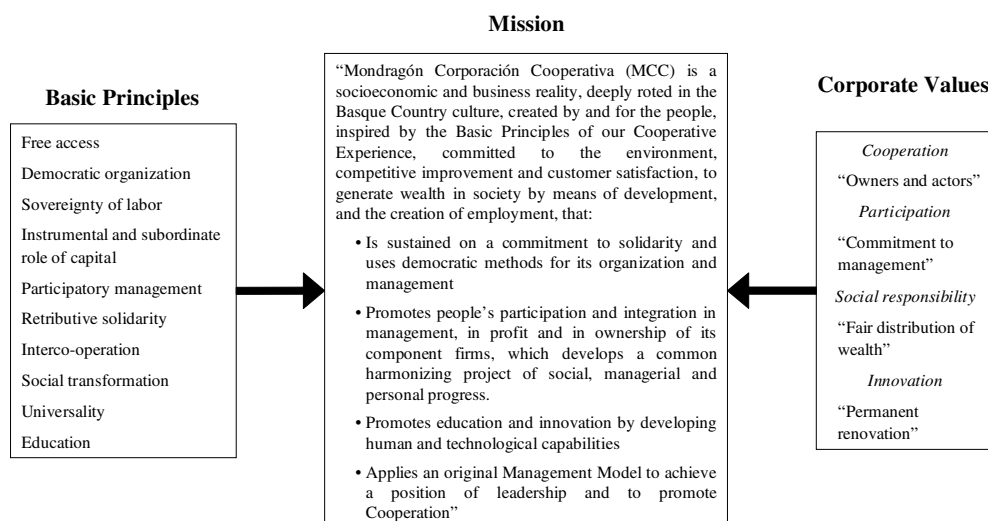 Mission
Basic Principles
Free access
Democratic organization
Sovereignty of labor
Instrumental and subordinate
role of capital
Participatory management
Retributive solidarity
Interco-operation
Social transformation
Universality
Education
“Mondragón Corporación Cooperativa (MCC) is a
socioeconomic and business reality, deeply roted in the
Basque Country culture, created by and for the people,
inspired by the Basic Principles of our Cooperative
Experience, committed to the environment,
competitive improvement and customer satisfaction, to
generate wealth in society by means of development,
and the creation of employment, that:
• Is sustained on a commitment to solidarity and
uses democratic methods for its organization and
management
• Promotes people’s participation and integration in
management, in profit and in ownership of its
component firms, which develops a common
harmonizing project of social, managerial and
personal progress.
• Promotes education and innovation by developing
human and technological capabilities
• Applies an original Management Model to achieve
a position of leadership and to promote
Cooperation”
Corporate Values
Cooperation
“Owners and actors”
Participation
“Commitment to
management”
Social responsibility
“Fair distribution of
wealth”
Innovation
“Permanent
renovation”